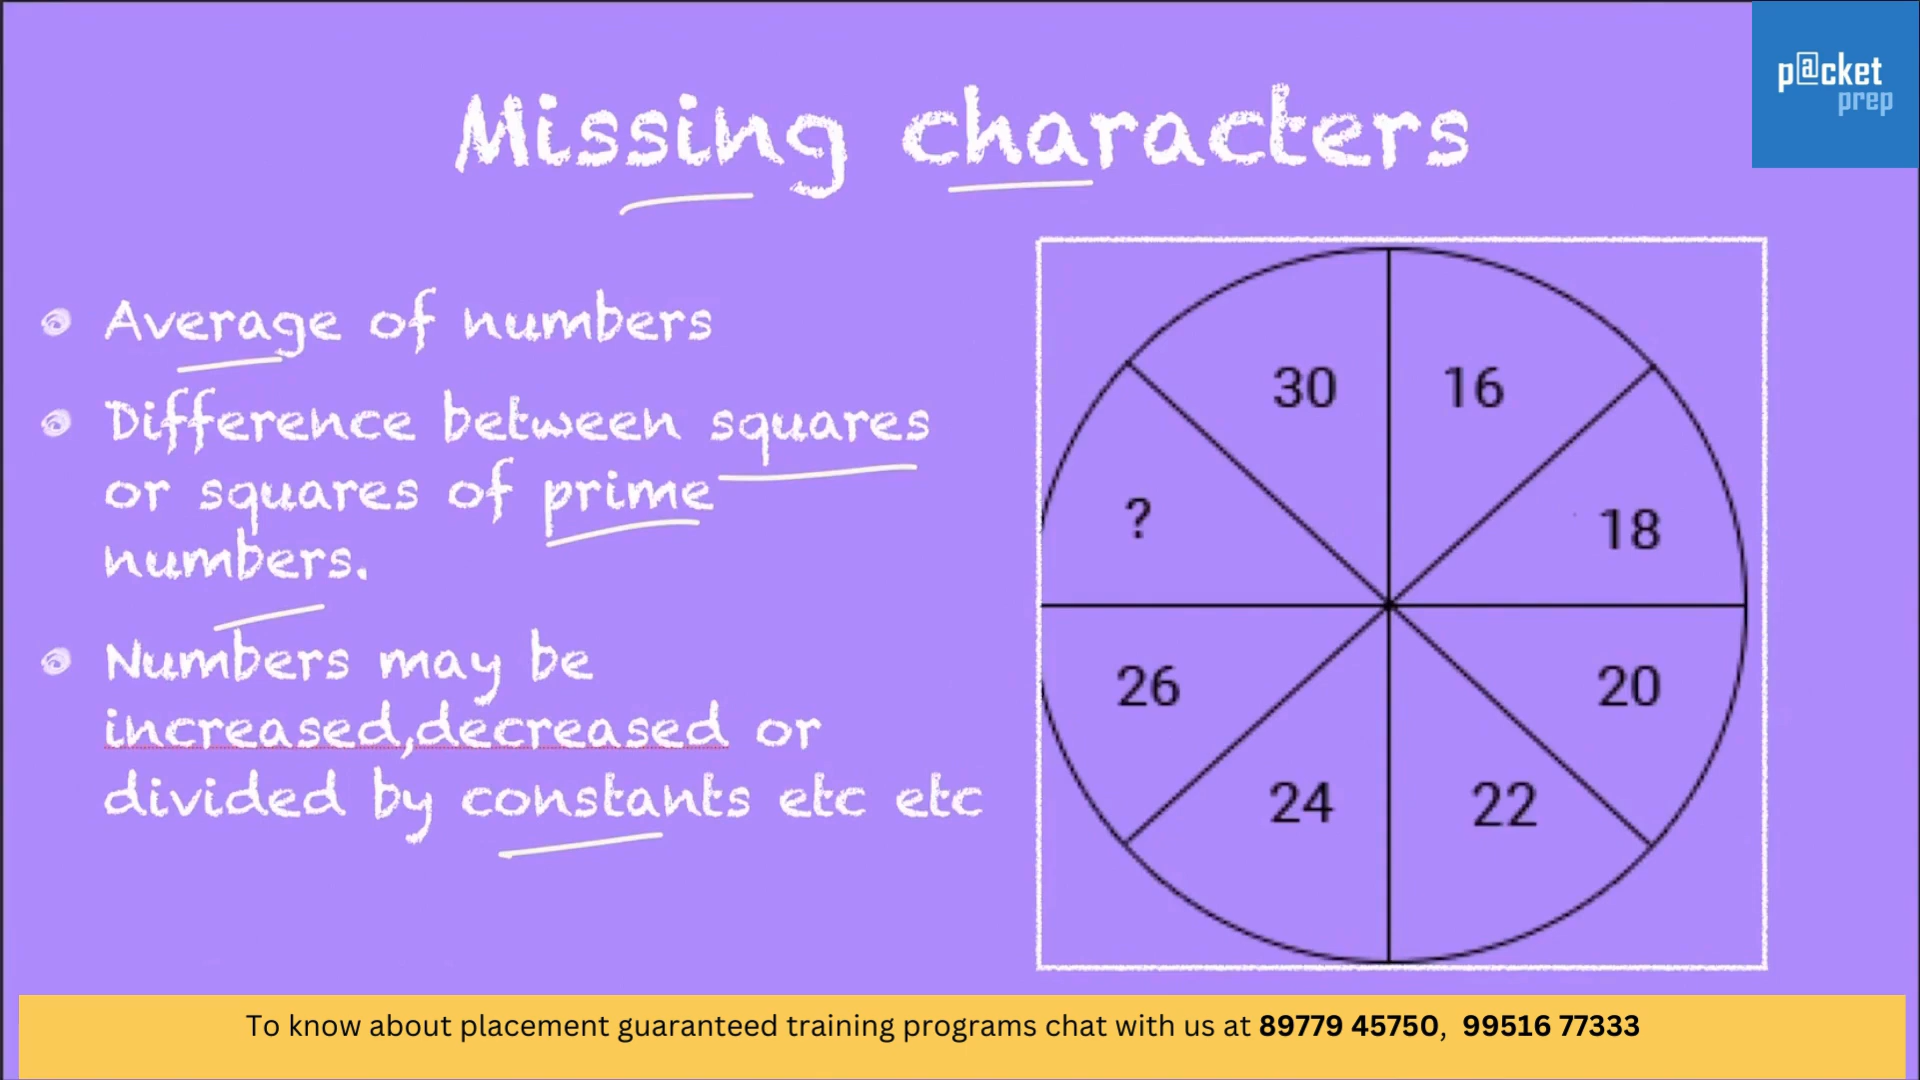 p@cket
prep
Missing characters
Average of numbers
Difference between squares
or squares of prime
numbers.
Numbers may be
increased,decreased or
divided by constants etc etc
30
16
?
18
26
20
24
22
To know about placement guaranteed training programs chat with us at 89779 45750, 99516 77333